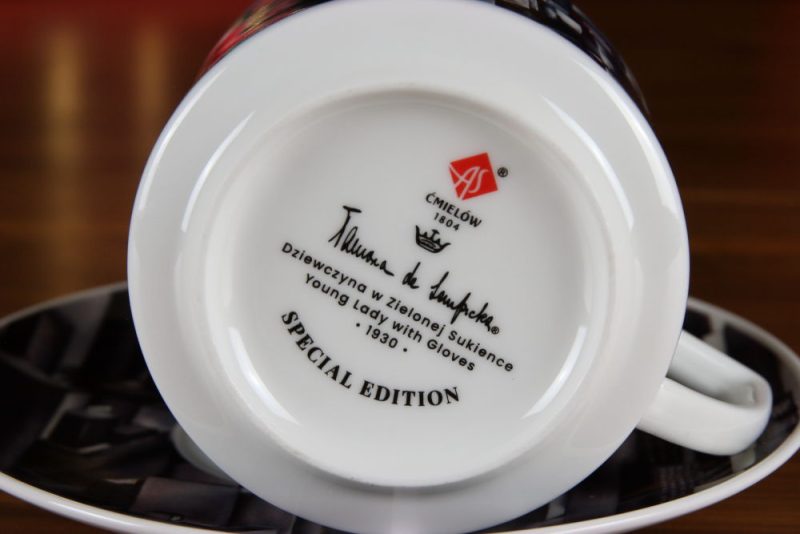 AS ®
ĆMIELÓW
1804
Tamara de Lempicka®
Dziewczyna w Zielonej Sukience
Young Lady with Gloves
• 1930 •
SPECIAL EDITION